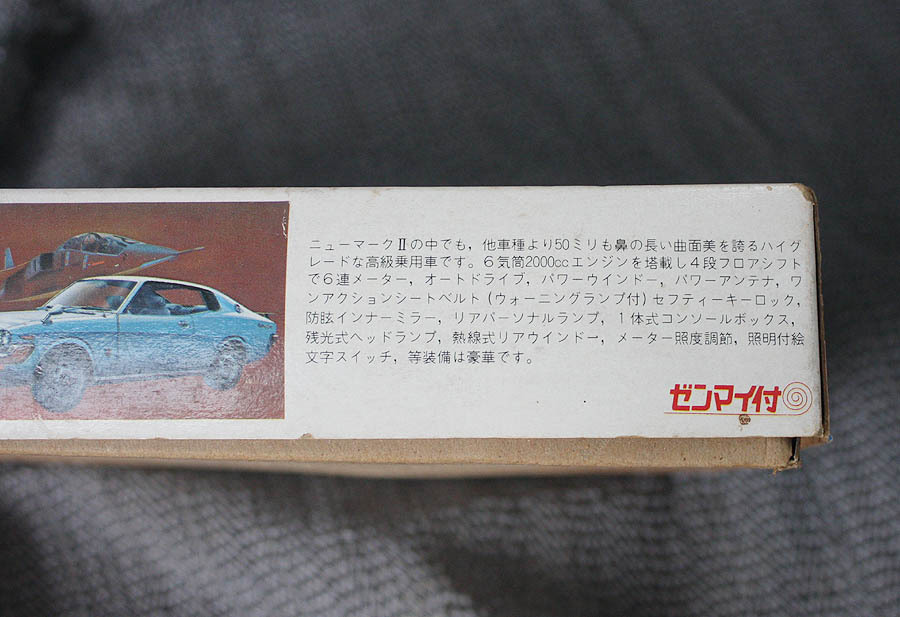 ニューマークⅡの中でも，他車種より50ミリも鼻の長い曲面美を誇るハイグ
レードな高級乗用車です。６気筒2000ccエンジンを塔載し４段フロアシフト
で６連メーター，オートドライブ，パワーウインドー，パワーアンテナ，ワ
ンアクションシートベルト（ウォーニングランプ付）セフティーキーロック，
防眩インナーミラー，リアパーソナルランプ，１体式コンソールボックス，
残光式ヘッドランプ，熱線式リアウインドー，メーター照度調節，照明付絵
文字スイッチ，等装備は豪華です。
ゼンマイ付